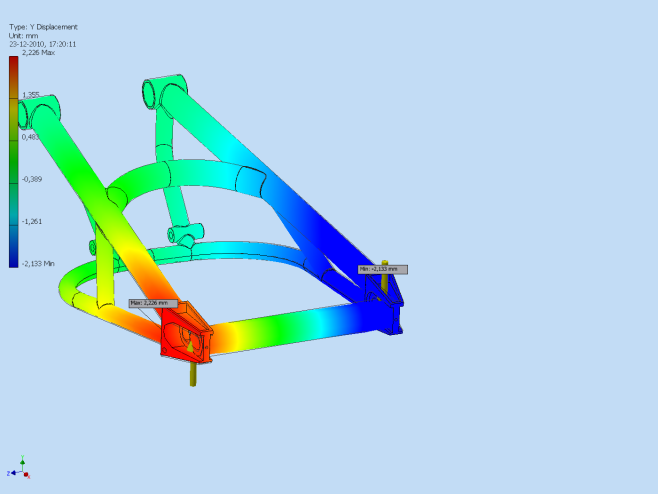 Type: Y Displacement
Unit: mm
23-12-2010, 17:20:11
2,226 Max
1,355
0,483
-0,389
-1,261
-2,133 Min
Min: -2,133 mm
Max: 2,226 mm
Z